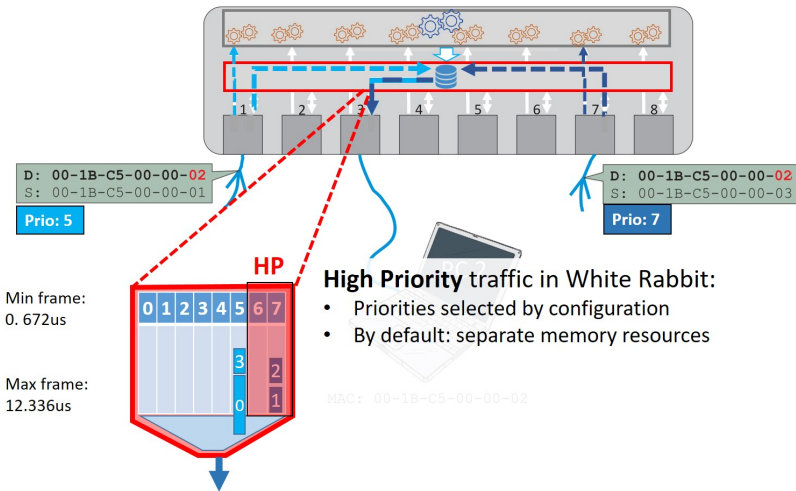 1 2 3 4 5 6 7 8
D: 00-1B-C5-00-00-02
S: 00-1B-C5-00-00-01
Prio: 5
D: 00-1B-C5-00-00-02
S: 00-1B-C5-00-00-03
Prio: 7
HP
PC 2
High Priority traffic in White Rabbit:
• Priorities selected by configuration
• By default: separate memory resources
MAC: 00-1B-C5-00-00-02
Min frame:
0. 672us
Max frame:
12.336us
0 1 2 3 4 5 6 7
3
2
0
1